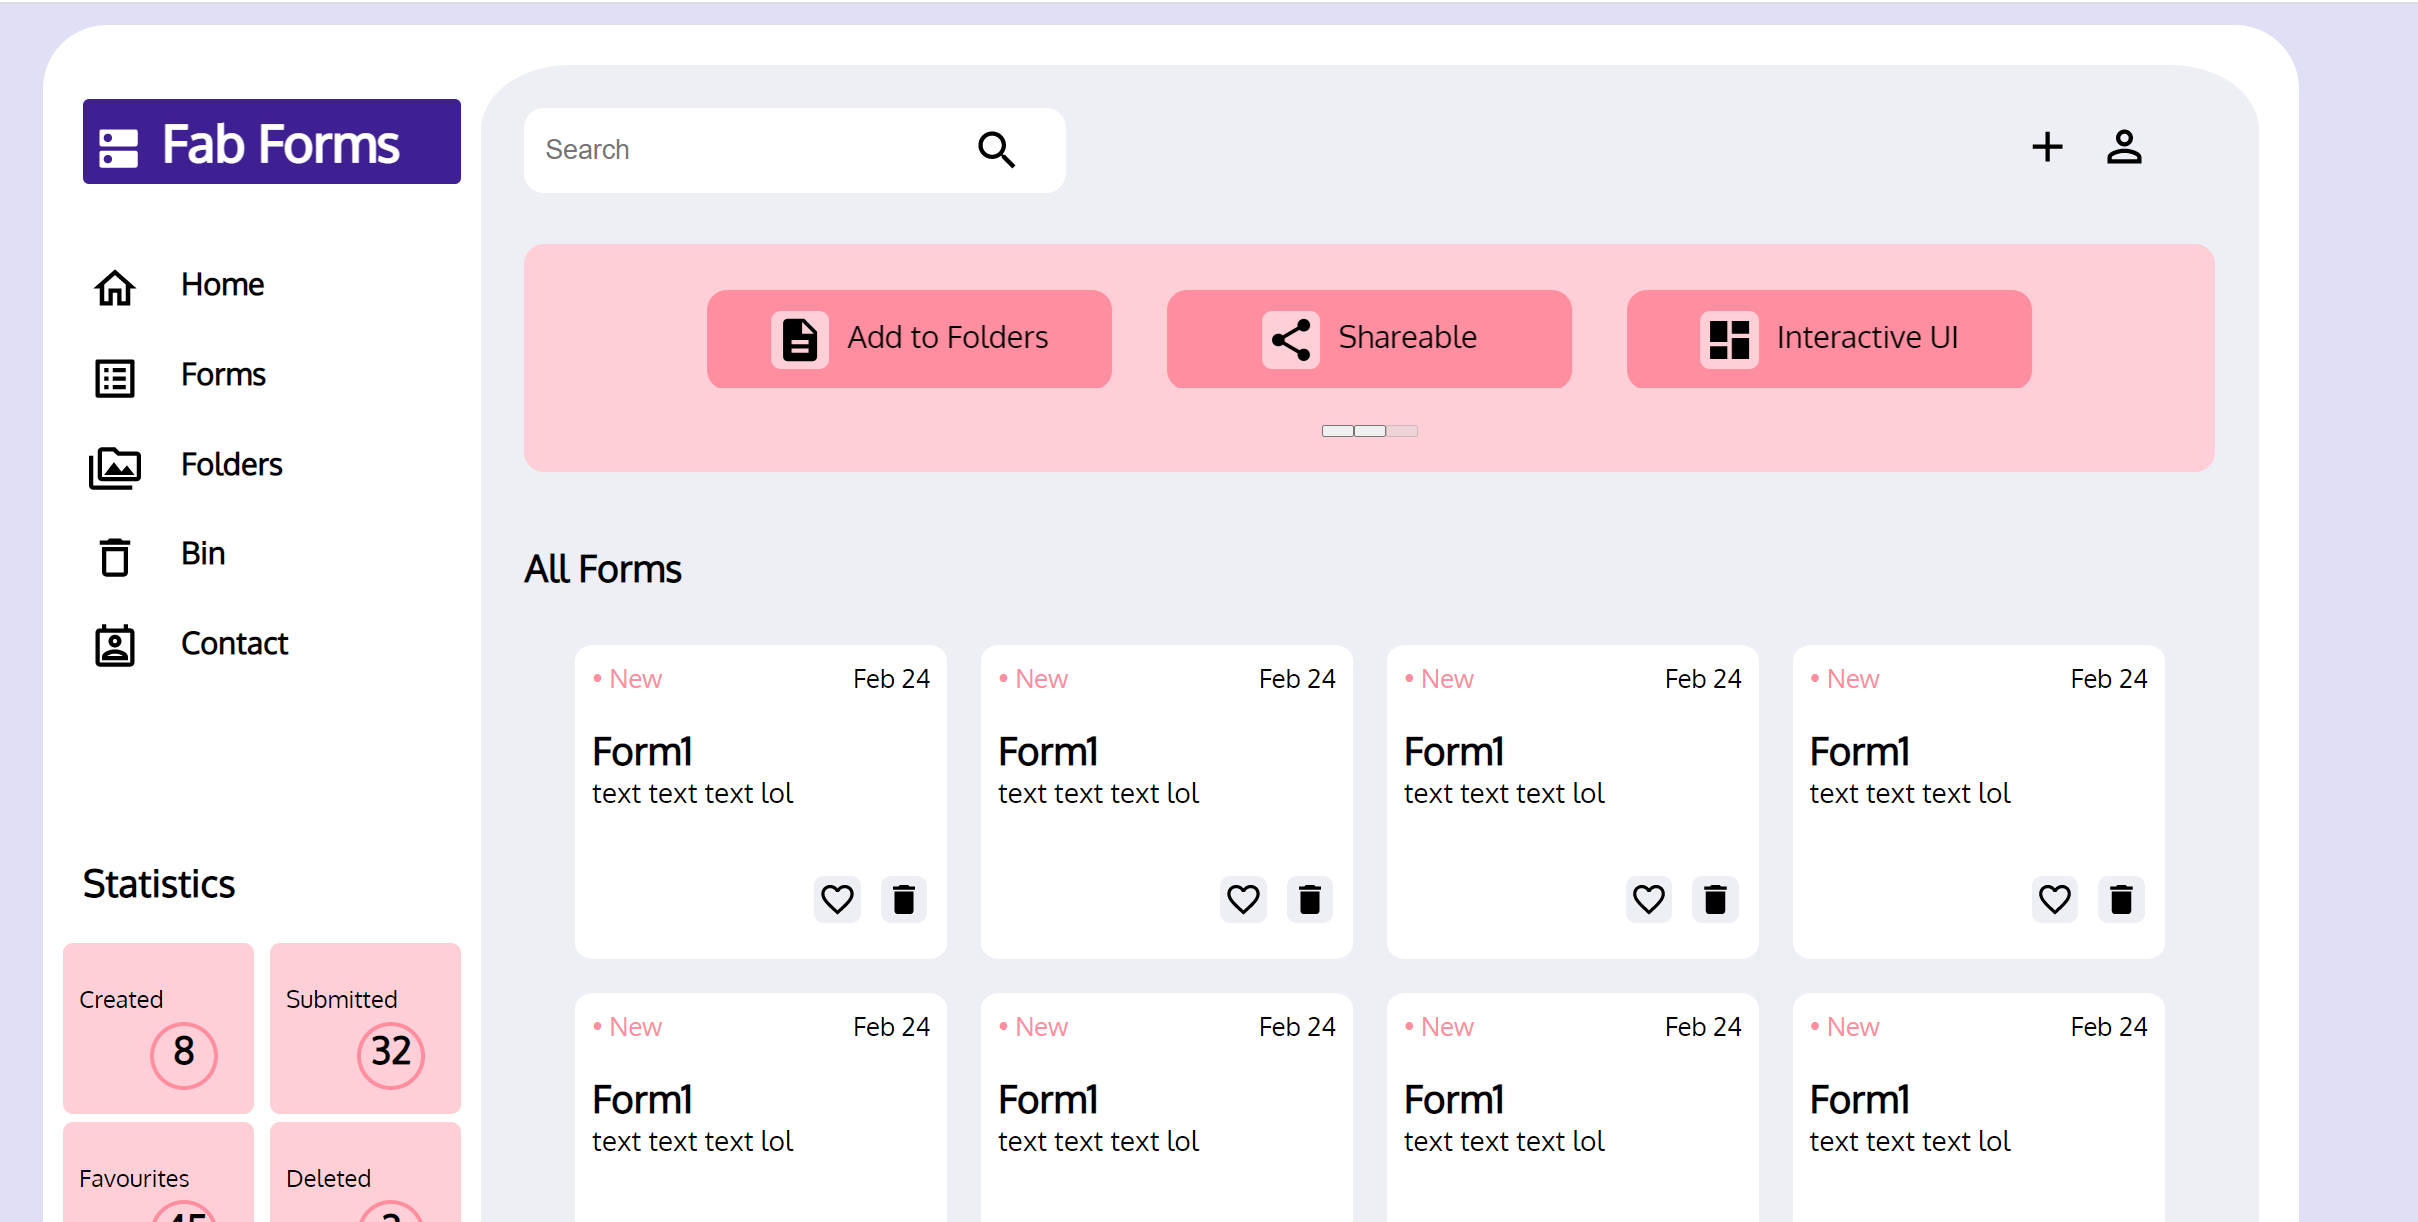 Fab Forms
Home
Forms
Folders
Bin
Contact
Statistics
Created
8
Submitted
32
Favourites
45
Deleted
Search
Add to Folders
Shareable
Interactive UI
All Forms
• New Feb 24
Form1
text text text lol
• New Feb 24
Form1
text text text lol
• New Feb 24
Form1
text text text lol
• New Feb 24
Form1
text text text lol
• New Feb 24
Form1
text text text lol
• New Feb 24
Form1
text text text lol
• New Feb 24
Form1
text text text lol
• New Feb 24
Form1
text text text lol